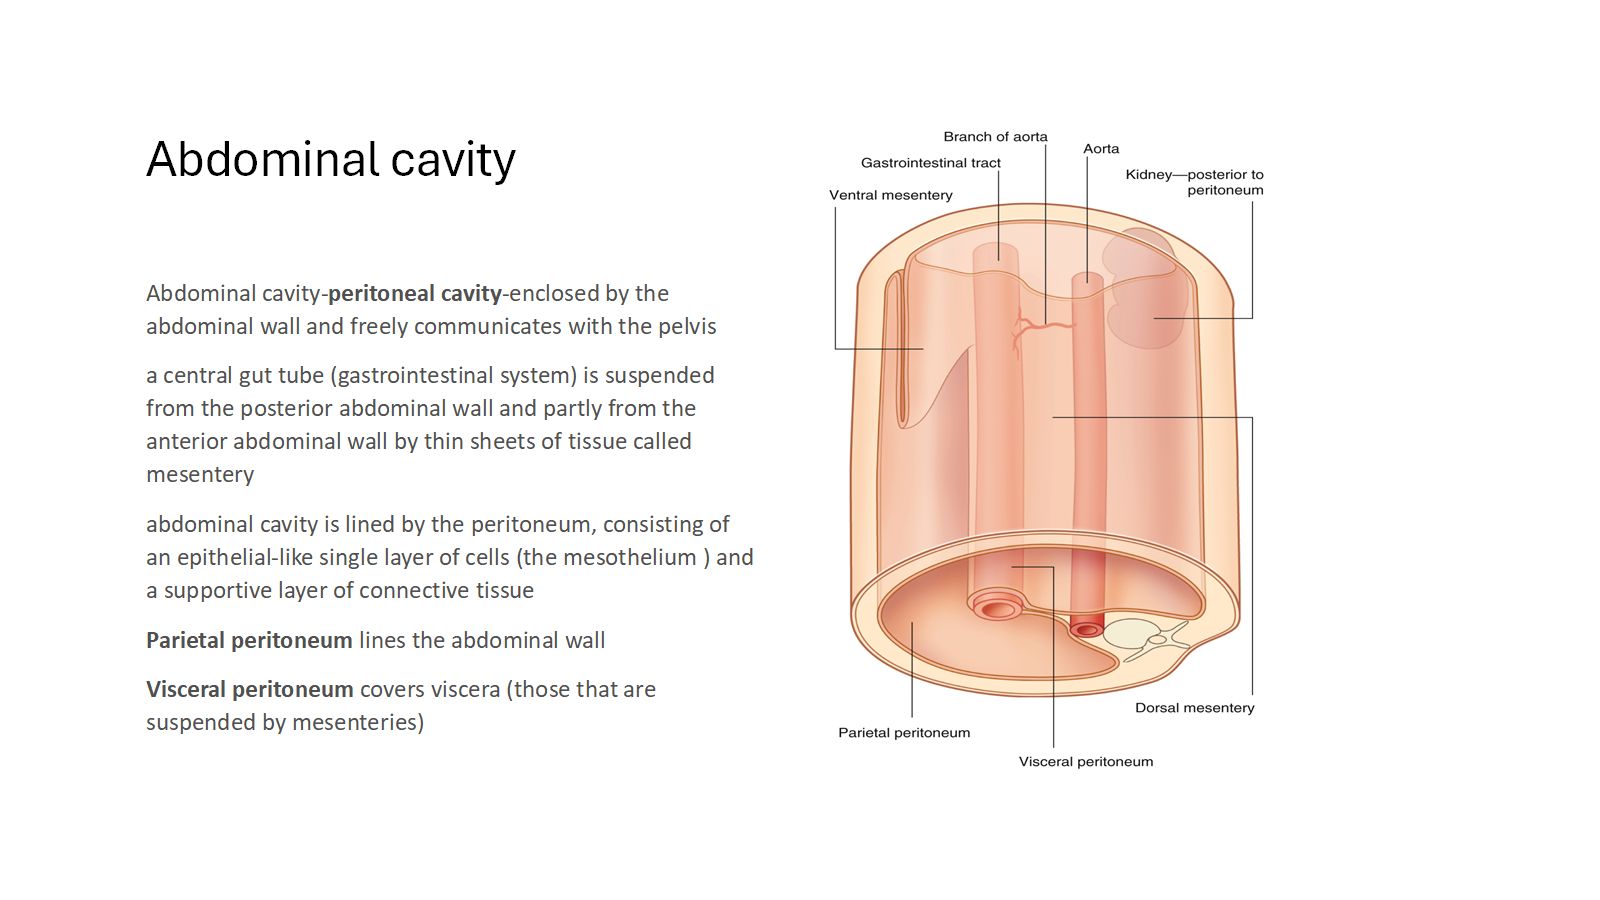 Abdominal cavity
Abdominal cavity-peritoneal cavity-enclosed by the
abdominal wall and freely communicates with the pelvis
a central gut tube (gastrointestinal system) is suspended
from the posterior abdominal wall and partly from the
anterior abdominal wall by thin sheets of tissue called
mesentery
abdominal cavity is lined by the peritoneum, consisting of
an epithelial-like single layer of cells (the mesothelium ) and
a supportive layer of connective tissue
Parietal peritoneum lines the abdominal wall
Visceral peritoneum covers viscera (those that are
suspended by mesenteries)
Branch of aorta
Aorta
Gastrointestinal tract
Kidney—posterior to
peritoneum
Ventral mesentery
Dorsal mesentery
Parietal peritoneum
Visceral peritoneum